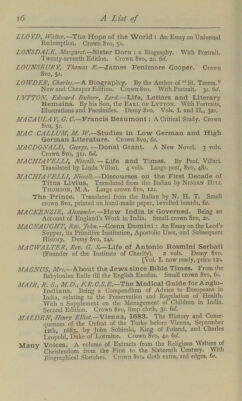 16 A List of
LLOYD, Walter.—The Hope of the World: An Essay on Universal
Redemption. Crown 8vo, 5s.
LONSDALE, Margaret.—Sister Dora: a Biography. With Portrait.
Twenty-seventh Edition. Crown 8vo, 2s. 6d.
LOUNSBURY, Thomas R.—James Fenimore Cooper. Crown
8vo, 5s.
LOWDER, Charles.—A Biography. By the Author of “St. Teresa.”
New and Cheaper Edition. Crown 8vo. With Portrait. 3s. 6d.
LYTTON, Edward Bulwer, Lord.—Life, Letters and Literary
Remains. By his Son, the EARL OF LYTTON. With Portraits,
Illustrations and Facsimiles. Demy 8vo. Vols. I. and II., 32s.
MACAULAY, G. C.—Francis Beaumont: A Critical Study. Crown
8vo, 5s.
MAC CALLUM, M. W.—Studies in Low German and High
German Literature. Crown 8vo, 6s.
MACDONALD, George.—Donal Grant. A New Novel. 3 vols.
Crown 8vo, 31s. 6d.
MACHIAVELLI, Niccolò.—Life and Times. By Prof. Villari.
Translated by Linda Villari. 4 vols. Large post, 8vo, 48s.
MACHIAVELLI, Niccolò.—Discourses on the First Decade of
Titus Livius. Translated from the Italian by NINIAN HILL
THOMSON, M.A. Large crown 8vo, 12s.
The Prince. Translated from the Italian by N. H. T. Small
crown 8vo, printed on hand-made paper, bevelled boards, 6s.
MACKENZIE, Alexander.—How India is Governed. Being an
Account of England's Work in India. Small crown 8vo, 2s.
MACNAUGHT, Rev. John.—Cœna Domini: An Essay on the Lord's
Supper, its Primitive Institution, Apostolic Uses, and Subsequent
History. Demy 8vo, 14s.
MACWALTER, Rev. G. S.—Life of Antonio Rosmini Serbati
(Founder of the Institute of Charity). 2 vols. Demy 8vo.
[Vol. I. now ready, price 12s.
MAGNUS, Mrs.—About the Jews since Bible Times. From the
Babylonian Exile till the English Exodus. Small crown 8vo, 6s.
MAIR, R. S., M.D., F.R.C.S.E.—The Medical Guide for Anglo-
Indians. Being a Compendium of Advice to Europeans in
India, relating to the Preservation and Regulation of Health.
With a Supplement on the Management of Children in India.
Second Edition. Crown 8vo, limp cloth, 3s. 6d.
MALDEN, Henry Elliot.—Vienna, 1683. The History and Conse-
quences of the Defeat of the Turks before Vienna, September
12th, 1683, by John Sobieski, King of Poland, and Charles
Leopold, Duke of Lorraine. Crown 8vo, 4s. 6d.
Many Voices. A volume of Extracts from the Religious Writers of
Christendom from the First to the Sixteenth Century. With
Biographical Sketches. Crown 8vo, cloth extra, red edges, 6s.